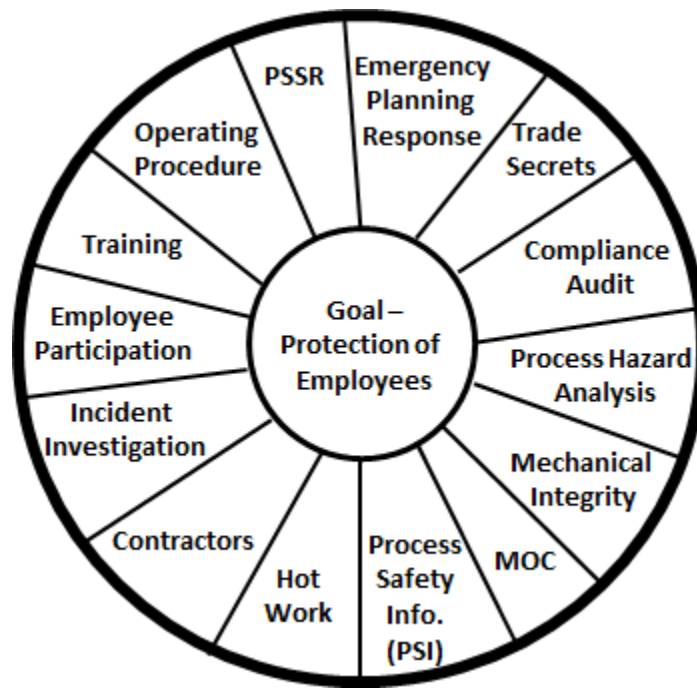 PSSR
Emergency
Planning
Response
Trade
Secrets
Compliance
Audit
Process Hazard
Analysis
Mechanical
Integrity
MOC
Process
Safety
Info.
(PSI)
Hot
Work
Contractors
Incident
Investigation
Employee
Participation
Training
Operating
Procedure
Goal –
Protection of
Employees